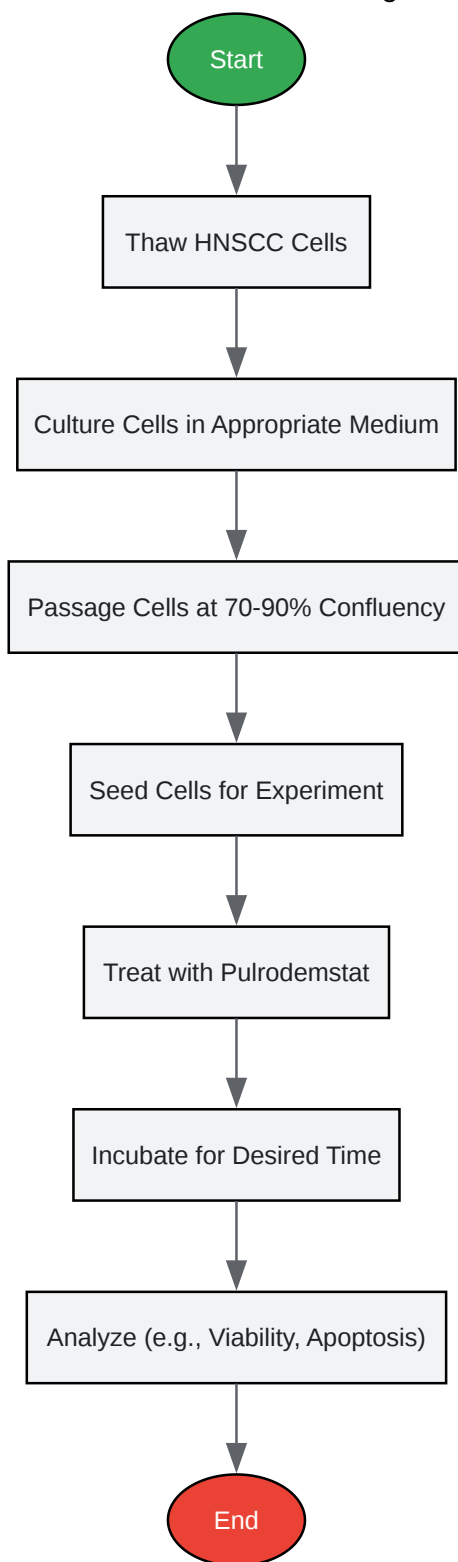 Start
Thaw HNSCC Cells
Culture Cells in Appropriate Medium
Passage Cells at 70-90% Confluency
Seed Cells for Experiment
Treat with Pulrodemstat
Incubate for Desired Time
Analyze (e.g., Viability, Apoptosis)
End